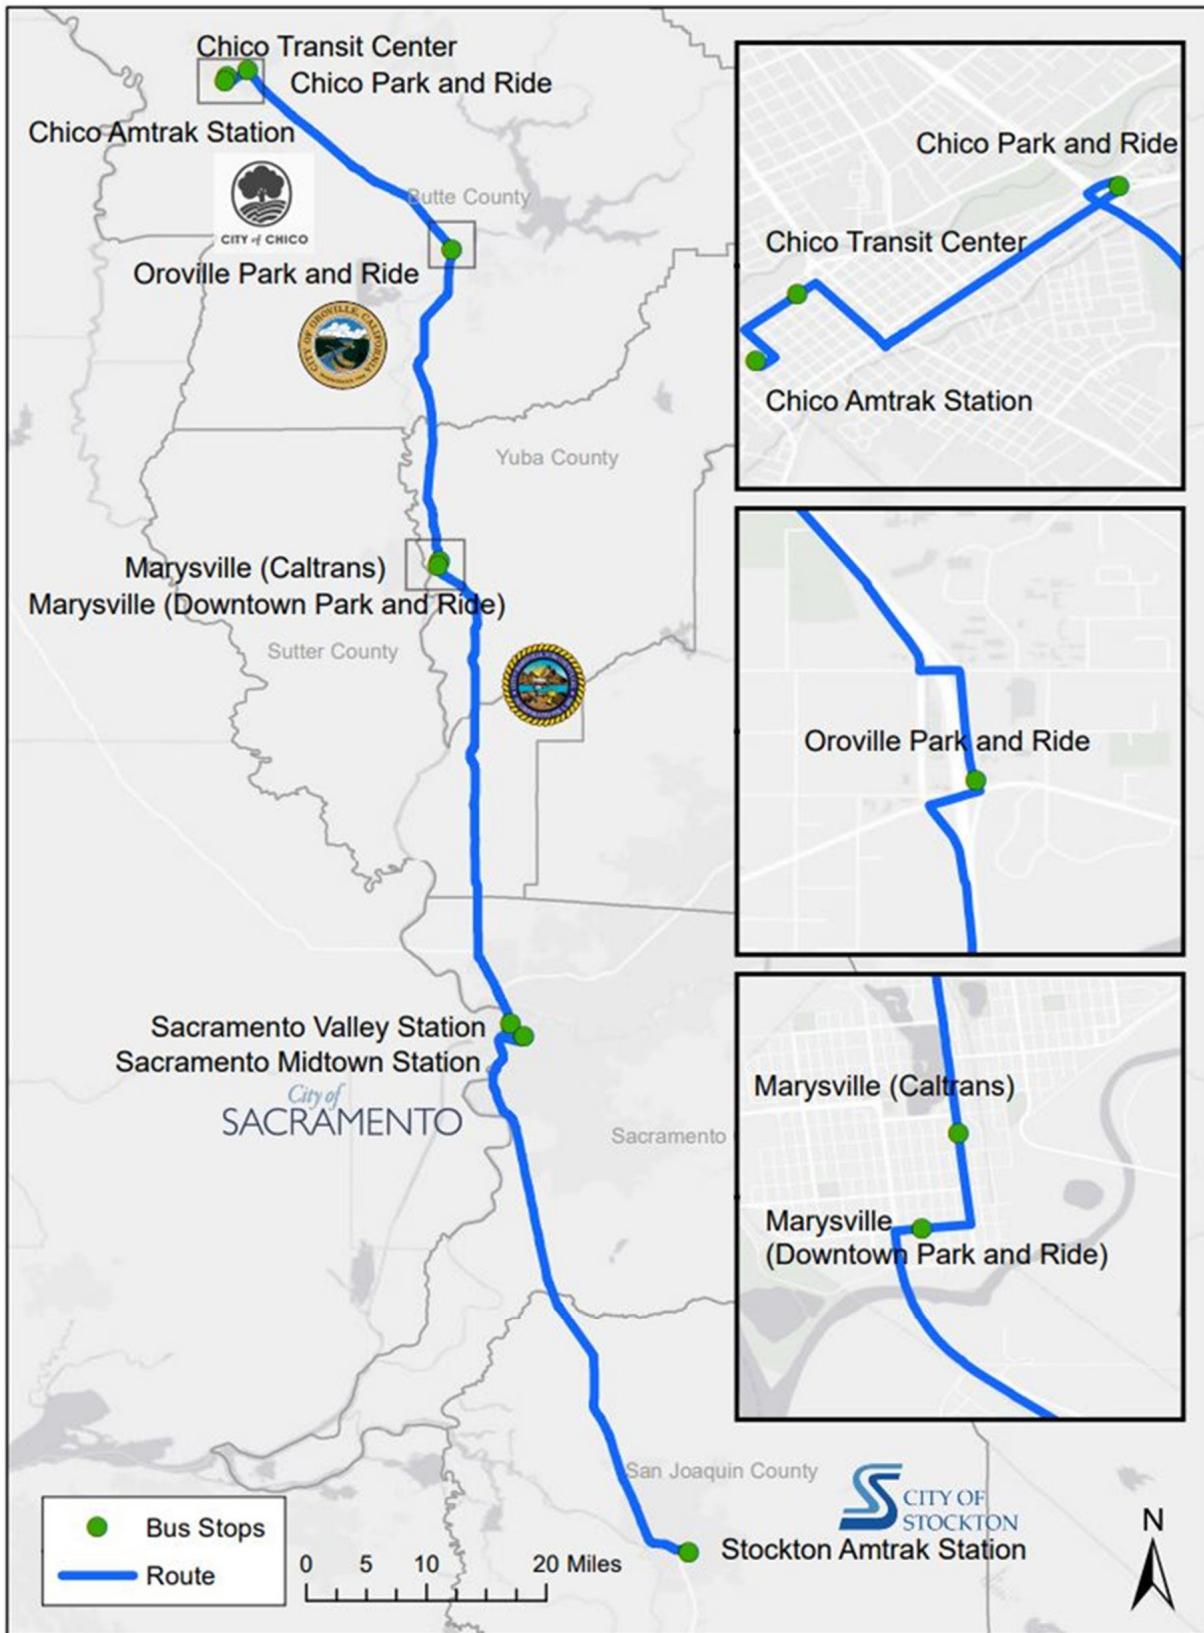 Chico Transit Center
Chico Park and Ride
Chico Amtrak Station
CITY of CHICO
Butte County
Oroville Park and Ride
CITY OF OROVILLE, CALIFORNIA
Yuba County
Marysville (Caltrans)
Marysville (Downtown Park and Ride)
Sutter County
Sacramento Valley Station
Sacramento Midtown Station
City of
SACRAMENTO
Sacramento
San Joaquin County
CITY OF
STOCKTON
Stockton Amtrak Station
Bus Stops
Route
0 5 10 20 Miles
N
Chico Park and Ride
Chico Transit Center
Chico Amtrak Station
Oroville Park and Ride
Marysville (Caltrans)
Marysville
(Downtown Park and Ride)